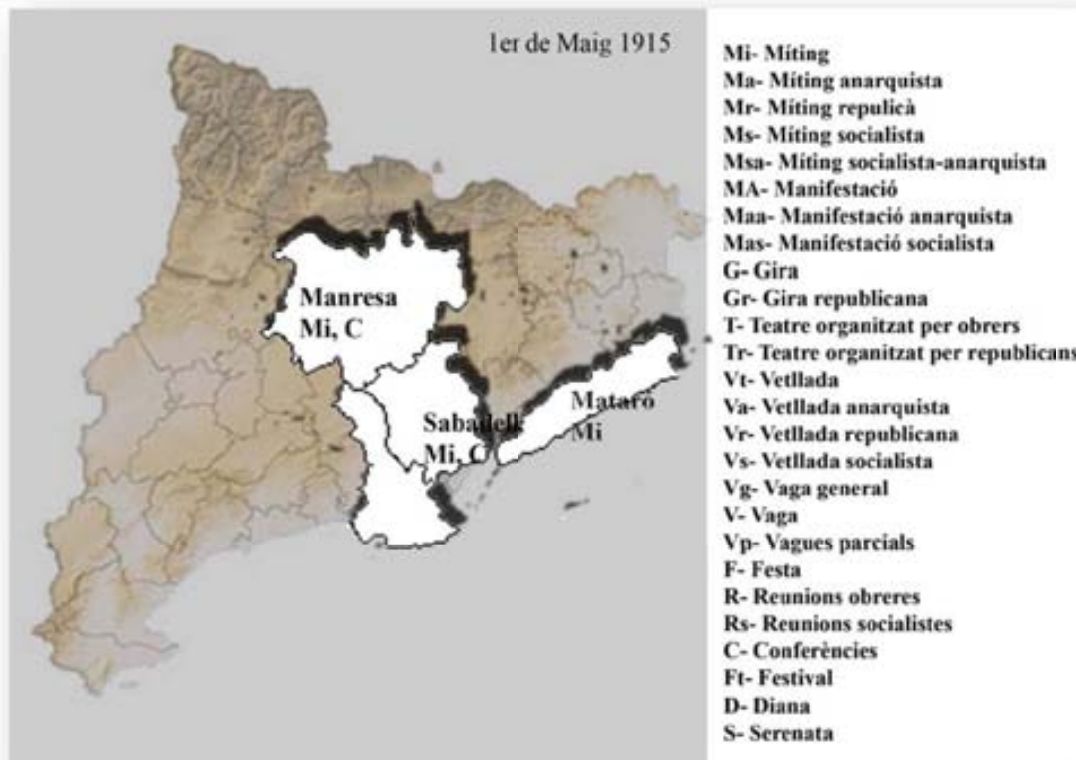 1er de Maig 1915
Manresa
Mi, C
Sabadell
Mi, C
Mataró
Mi
Mi- Míting
Ma- Míting anarquista
Mr- Míting repulicà
Ms- Míting socialista
Msa- Míting socialista-anarquista
MA- Manifestació
Maa- Manifestació anarquista
Mas- Manifestació socialista
G- Gira
Gr- Gira republicana
T- Teatre organitzat per obrers
Tr- Teatre organitzat per republicans
Vt- Vetllada
Va- Vetllada anarquista
Vr- Vetllada republicana
Vs- Vetllada socialista
Vg- Vaga general
V- Vaga
Vp- Vagues parcials
F- Festa
R- Reunions obreres
Rs- Reunions socialistes
C- Conferències
Ft- Festival
D- Diana
S- Serenata